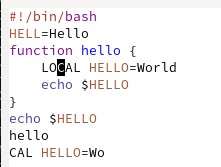 #!/bin/bash
HELL=Hello
function hello {
    LOCAL HELLO=World
    echo $HELLO
}
echo $HELLO
hello
CAL HELLO=Wo